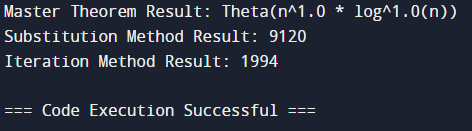 Master Theorem Result: Theta(n^1.0 * log^1.0(n))
Substitution Method Result: 9120
Iteration Method Result: 1994
=== Code Execution Successful ===